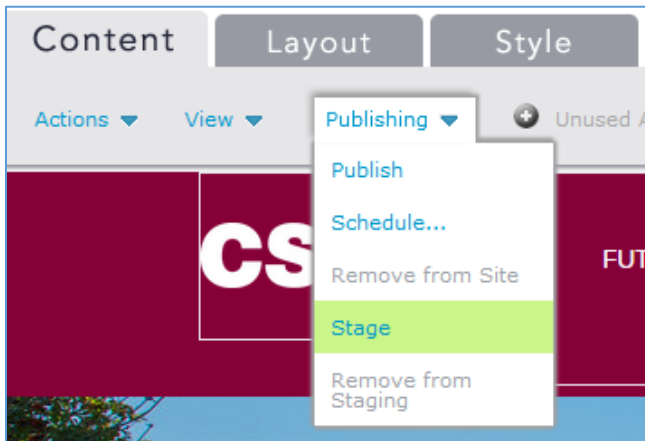 Content Layout Style
Actions View Publishing Unused
Publish
Schedule...
CS
FUT
Remove from Site
Stage
Remove from
Staging